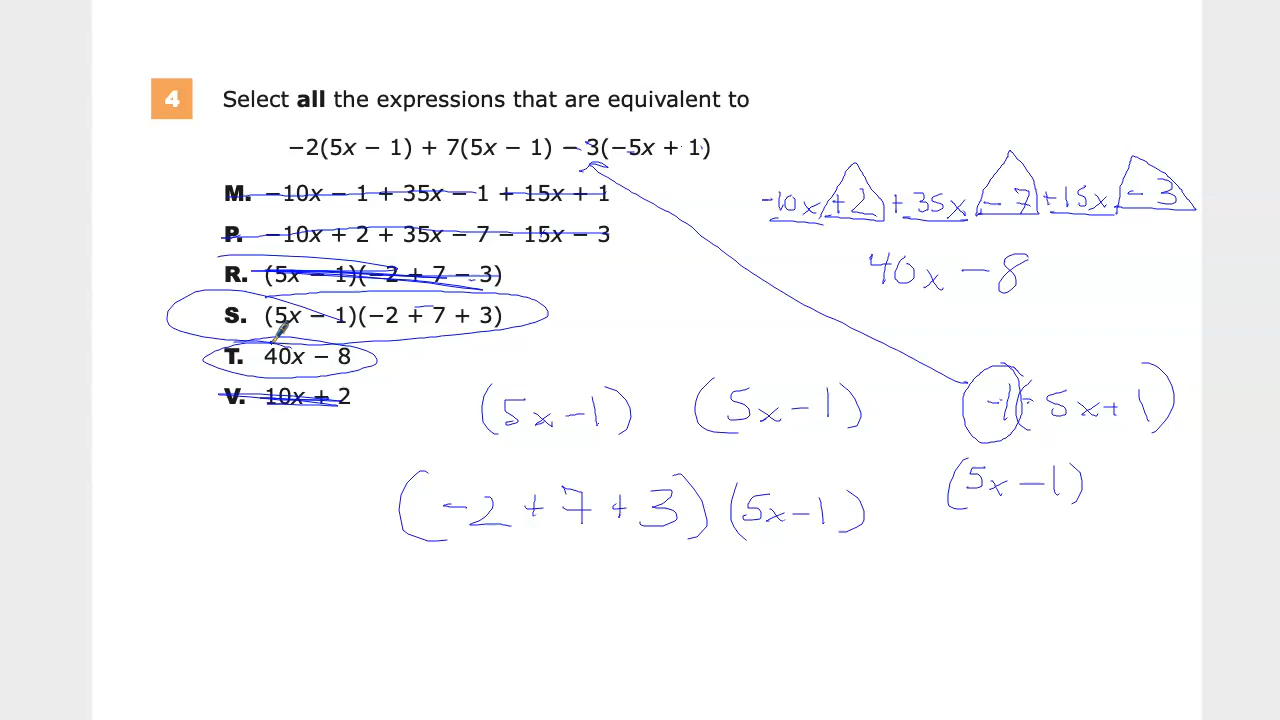 4 Select all the expressions that are equivalent to
−2(5x − 1) + 7(5x − 1) − 3(−5x + 1)
M. −10x − 1 + 35x − 1 + 15x + 1
-10x + 2 + 35x - 7 + 15x - 3
P. −10x + 2 + 35x − 7 − 15x − 3
R. (5x − 1)(−2 + 7 − 3)
40x - 8
S. (5x − 1)(−2 + 7 + 3)
T. 40x − 8
V. 10x + 2
(5x - 1) (5x - 1) -1(-5x + 1)
(5x - 1)
(-2 + 7 + 3)(5x - 1)